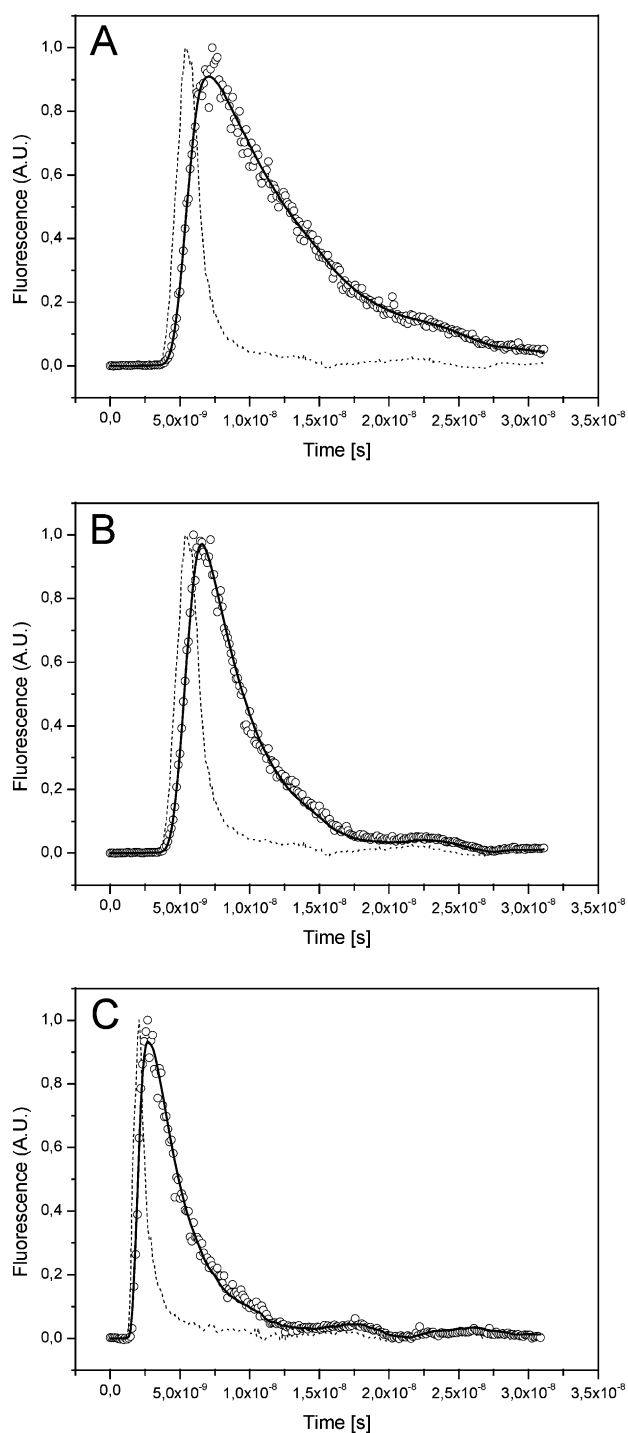 A
1,0
0,8
0,6
0,4
0,2
0,0
Fluorescence (A.U.)
0,0 5,0x10⁻⁹ 1,0x10⁻⁸ 1,5x10⁻⁸ 2,0x10⁻⁸ 2,5x10⁻⁸ 3,0x10⁻⁸ 3,5x10⁻⁸
Time [s]
B
1,0
0,8
0,6
0,4
0,2
0,0
Fluorescence (A.U.)
0,0 5,0x10⁻⁹ 1,0x10⁻⁸ 1,5x10⁻⁸ 2,0x10⁻⁸ 2,5x10⁻⁸ 3,0x10⁻⁸ 3,5x10⁻⁸
Time [s]
C
1,0
0,8
0,6
0,4
0,2
0,0
Fluorescence (A.U.)
0,0 5,0x10⁻⁹ 1,0x10⁻⁸ 1,5x10⁻⁸ 2,0x10⁻⁸ 2,5x10⁻⁸ 3,0x10⁻⁸ 3,5x10⁻⁸
Time [s]